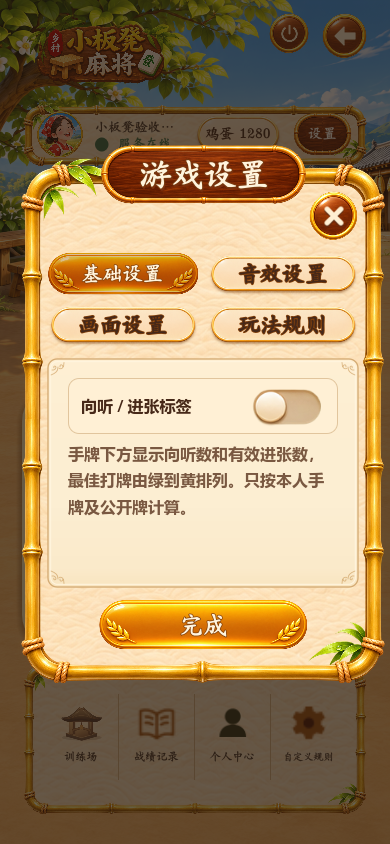 乡村
小板凳
麻将
發
小板凳验收…
服务在线
鸡蛋 1280
设置
游戏设置
基础设置
音效设置
画面设置
玩法规则
向听 / 进张标签
手牌下方显示向听数和有效进张数，
最佳打牌由绿到黄排列。只按本人手
牌及公开牌计算。
完成
训练场
战绩记录
个人中心
自定义规则